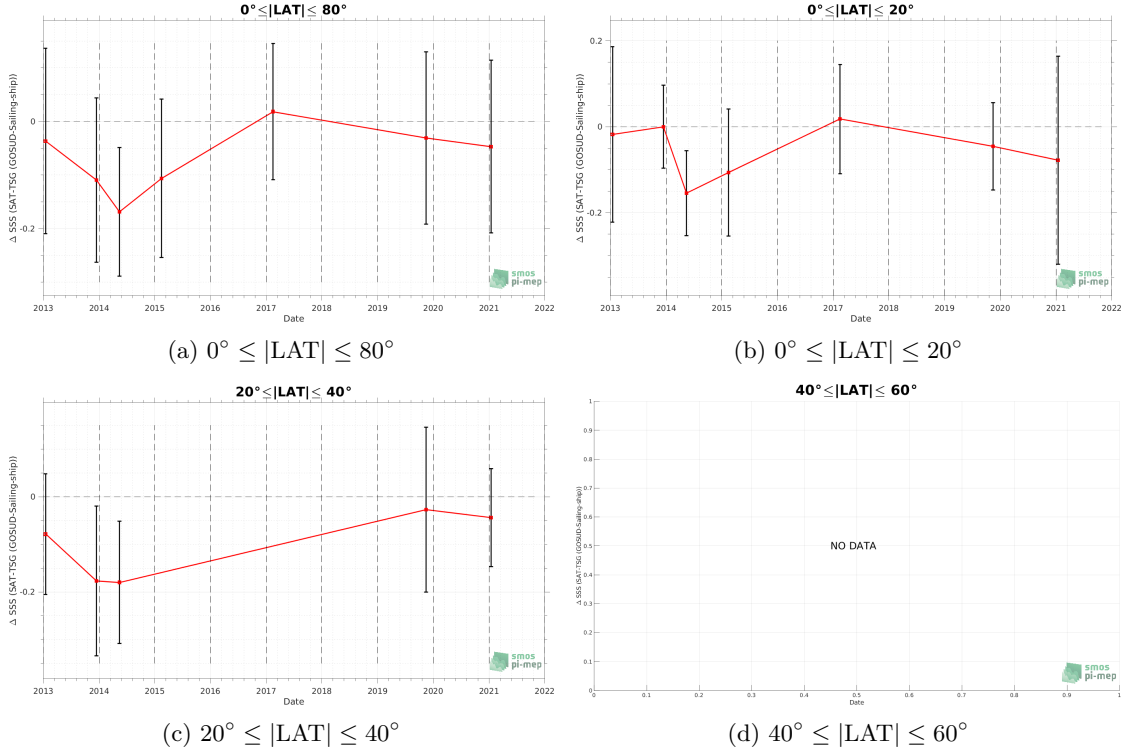 0°≤|LAT|≤ 80°
Δ SSS (SAT-TSG (GOSUD-Sailing-ship))
0
-0.2
2013 2014 2015 2016 2017 2018 2019 2020 2021 2022
Date
smos
pi-mep
(a) 0° ≤ |LAT| ≤ 80°
0°≤|LAT|≤ 20°
Δ SSS (SAT-TSG (GOSUD-Sailing-ship))
0.2
0
-0.2
2013 2014 2015 2016 2017 2018 2019 2020 2021 2022
Date
smos
pi-mep
(b) 0° ≤ |LAT| ≤ 20°
20°≤|LAT|≤ 40°
Δ SSS (SAT-TSG (GOSUD-Sailing-ship))
0
-0.2
2013 2014 2015 2016 2017 2018 2019 2020 2021 2022
Date
smos
pi-mep
(c) 20° ≤ |LAT| ≤ 40°
40°≤|LAT|≤ 60°
Δ SSS (SAT-TSG (GOSUD-Sailing-ship))
1
0.9
0.8
0.7
0.6
0.5
0.4
0.3
0.2
0.1
0
NO DATA
0 0.1 0.2 0.3 0.4 0.5 0.6 0.7 0.8 0.9 1
Date
smos
pi-mep
(d) 40° ≤ |LAT| ≤ 60°